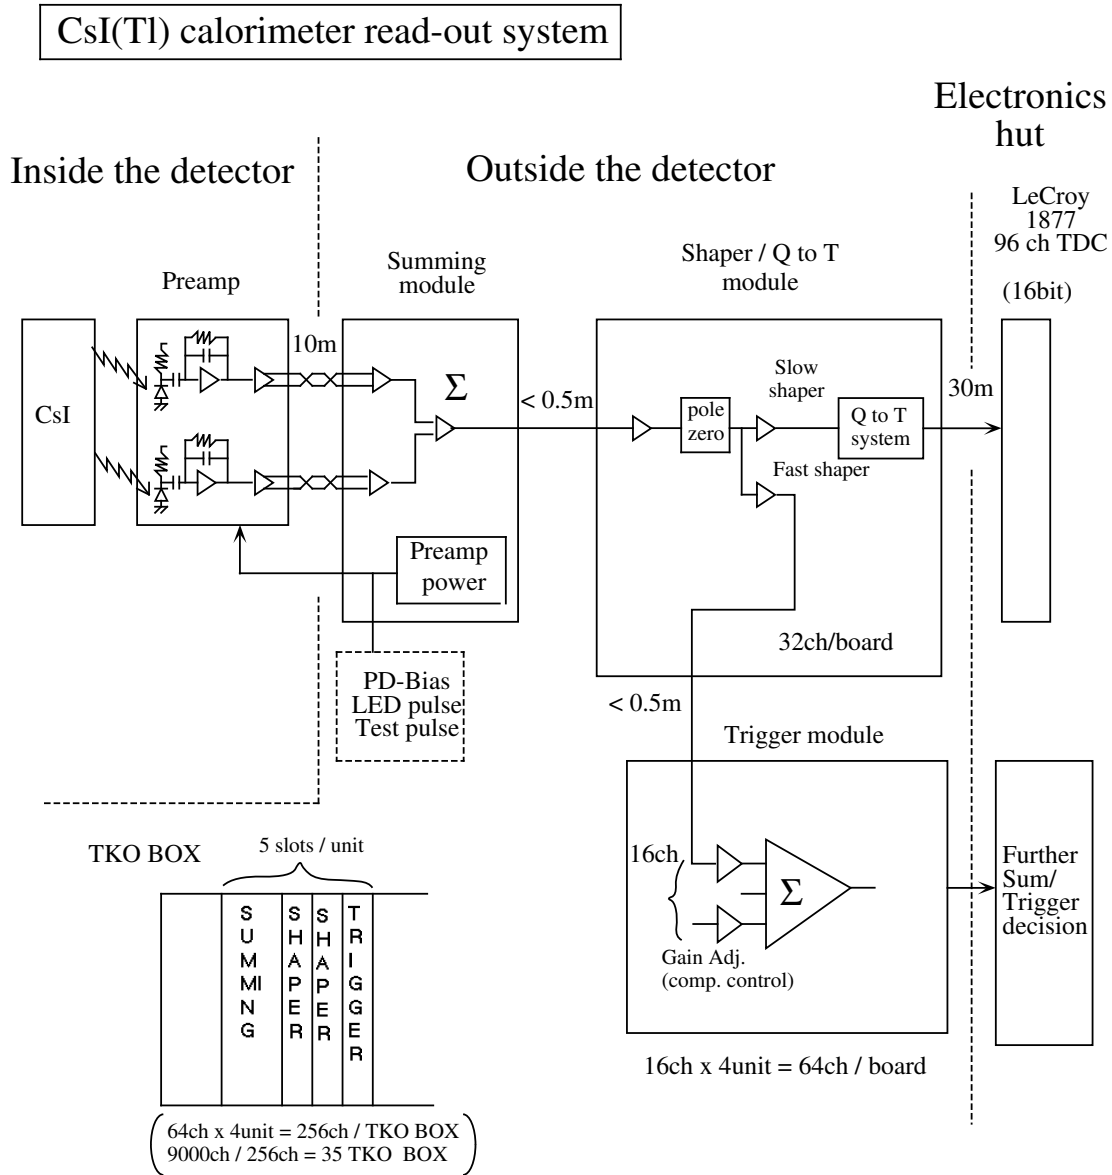 CsI(Tl) calorimeter read-out system
Electronics
hut
Inside the detector
Outside the detector
LeCroy
1877
96 ch TDC
(16bit)
Preamp
Summing
module
Shaper / Q to T
module
CsI
10m
Σ
< 0.5m
pole
zero
Slow
shaper
Q to T
system
30m
Fast shaper
Preamp
power
32ch/board
PD-Bias
LED pulse
Test pulse
< 0.5m
Trigger module
16ch
Σ
Gain Adj.
(comp. control)
Further
Sum/
Trigger
decision
16ch x 4unit = 64ch / board
TKO BOX
5 slots / unit
SUMMING
SHAPER
SHAPER
TRIGGER
64ch x 4unit = 256ch / TKO BOX
9000ch / 256ch = 35 TKO BOX